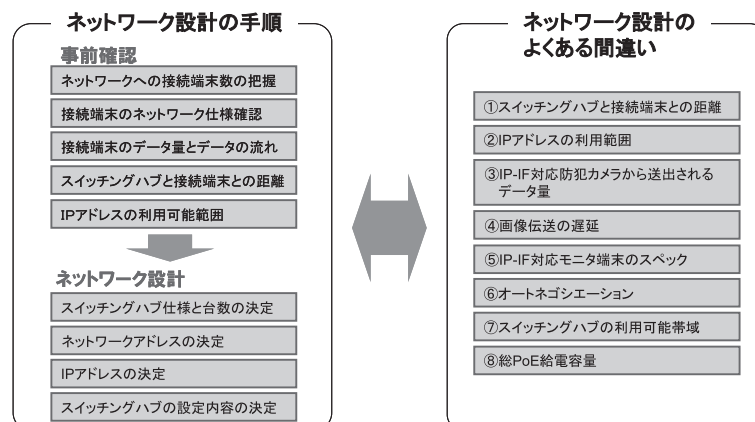 ネットワーク設計の手順
事前確認
ネットワークへの接続端末数の把握
接続端末のネットワーク仕様確認
接続端末のデータ量とデータの流れ
スイッチングハブと接続端末との距離
IPアドレスの利用可能範囲
ネットワーク設計
スイッチングハブ仕様と台数の決定
ネットワークアドレスの決定
IPアドレスの決定
スイッチングハブの設定内容の決定
ネットワーク設計の
よくある間違い
①スイッチングハブと接続端末との距離
②IPアドレスの利用範囲
③IP-IF対応防犯カメラから送出される
データ量
④画像伝送の遅延
⑤IP-IF対応モニタ端末のスペック
⑥オートネゴシエーション
⑦スイッチングハブの利用可能帯域
⑧総PoE給電容量